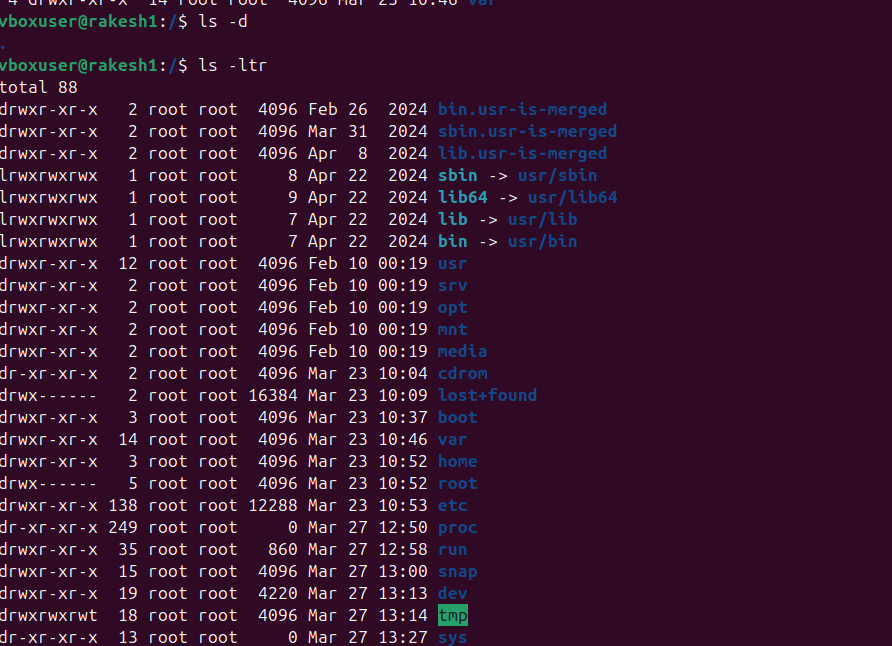 4 drwxr-xr-x 14 root root 4096 Mar 23 10:46 var
vboxuser@rakesh1:/$ ls -d
.
vboxuser@rakesh1:/$ ls -ltr
total 88
drwxr-xr-x   2 root root  4096 Feb 26  2024 bin.usr-is-merged
drwxr-xr-x   2 root root  4096 Mar 31  2024 sbin.usr-is-merged
drwxr-xr-x   2 root root  4096 Apr  8  2024 lib.usr-is-merged
lrwxrwxrwx   1 root root     8 Apr 22  2024 sbin -> usr/sbin
lrwxrwxrwx   1 root root     9 Apr 22  2024 lib64 -> usr/lib64
lrwxrwxrwx   1 root root     7 Apr 22  2024 lib -> usr/lib
lrwxrwxrwx   1 root root     7 Apr 22  2024 bin -> usr/bin
drwxr-xr-x  12 root root  4096 Feb 10 00:19 usr
drwxr-xr-x   2 root root  4096 Feb 10 00:19 srv
drwxr-xr-x   2 root root  4096 Feb 10 00:19 opt
drwxr-xr-x   2 root root  4096 Feb 10 00:19 mnt
drwxr-xr-x   2 root root  4096 Feb 10 00:19 media
dr-xr-xr-x   2 root root  4096 Mar 23 10:04 cdrom
drwx------   2 root root 16384 Mar 23 10:09 lost+found
drwxr-xr-x   3 root root  4096 Mar 23 10:37 boot
drwxr-xr-x  14 root root  4096 Mar 23 10:46 var
drwxr-xr-x   3 root root  4096 Mar 23 10:52 home
drwx------   5 root root  4096 Mar 23 10:52 root
drwxr-xr-x 138 root root 12288 Mar 23 10:53 etc
dr-xr-xr-x 249 root root     0 Mar 27 12:50 proc
drwxr-xr-x  35 root root   860 Mar 27 12:58 run
drwxr-xr-x  15 root root  4096 Mar 27 13:00 snap
drwxr-xr-x  19 root root  4220 Mar 27 13:13 dev
drwxrwxrwt  18 root root  4096 Mar 27 13:14 tmp
dr-xr-xr-x  13 root root     0 Mar 27 13:27 sys